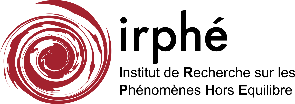 irphé
Institut de Recherche sur les
Phénomènes Hors Equilibre